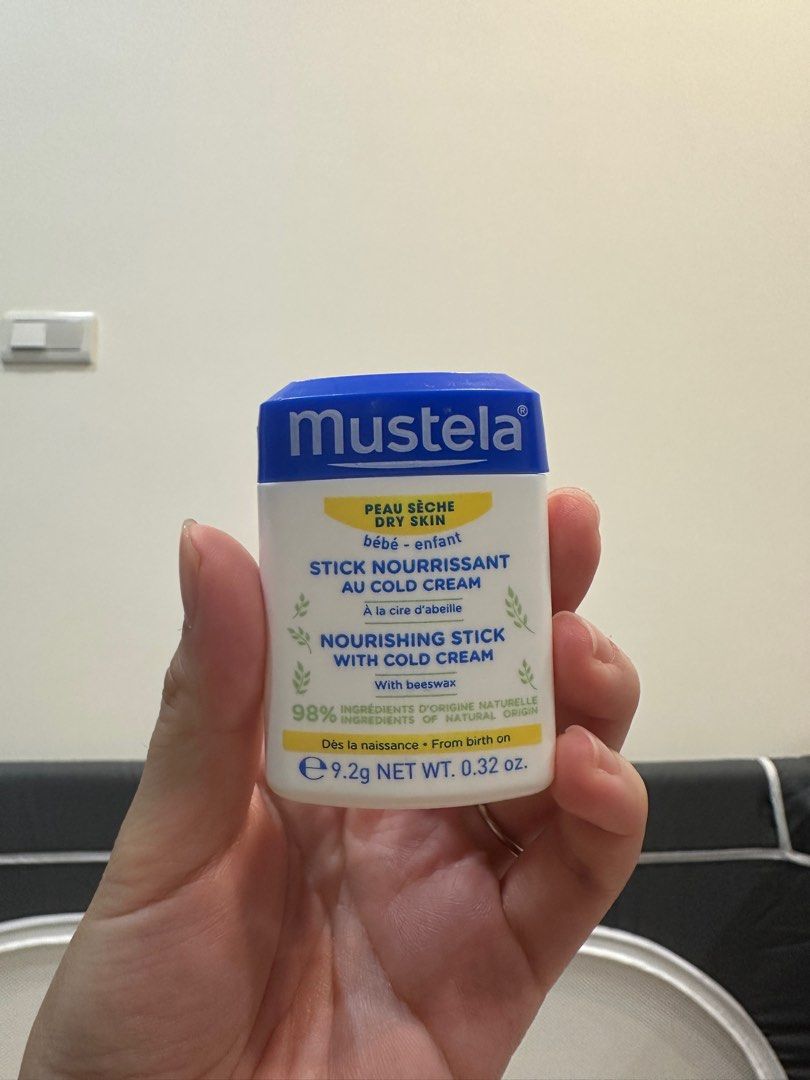 mustela®
PEAU SÈCHE
DRY SKIN
bébé - enfant
STICK NOURRISSANT
AU COLD CREAM
À la cire d'abeille
NOURISHING STICK
WITH COLD CREAM
With beeswax
98% INGRÉDIENTS D'ORIGINE NATURELLE
INGREDIENTS OF NATURAL ORIGIN
Dès la naissance • From birth on
℮ 9.2g NET WT. 0.32 oz.